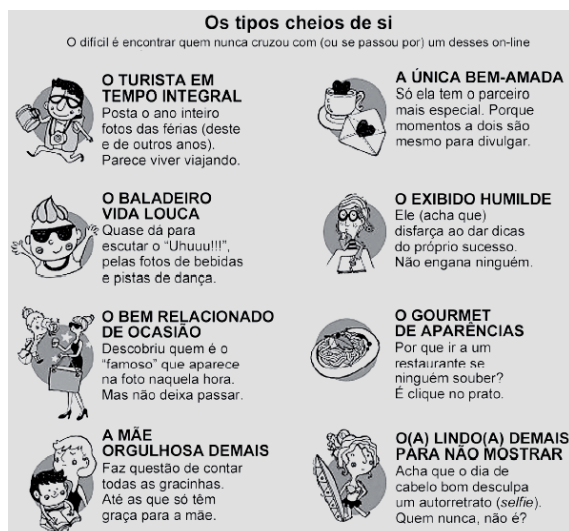 Os tipos cheios de si
O difícil é encontrar quem nunca cruzou com (ou se passou por) um desses on-line
O TURISTA EM
TEMPO INTEGRAL
Posta o ano inteiro
fotos das férias (deste
e de outros anos).
Parece viver viajando.
A ÚNICA BEM-AMADA
Só ela tem o parceiro
mais especial. Porque
momentos a dois são
mesmo para divulgar.
O BALADEIRO
VIDA LOUCA
Quase dá para
escutar o “Uhuuu!!!”,
pelas fotos de bebidas
e pistas de dança.
O EXIBIDO HUMILDE
Ele (acha que)
disfarça ao dar dicas
do próprio sucesso.
Não engana ninguém.
O BEM RELACIONADO
DE OCASIÃO
Descobriu quem é o
“famoso” que aparece
na foto naquela hora.
Mas não deixa passar.
O GOURMET
DE APARÊNCIAS
Por que ir a um
restaurante se
ninguém souber?
É clique no prato.
A MÃE
ORGULHOSA DEMAIS
Faz questão de contar
todas as gracinhas.
Até as que só têm
graça para a mãe.
O(A) LINDO(A) DEMAIS
PARA NÃO MOSTRAR
Acha que o dia de
cabelo bom desculpa
um autorretrato (selfie).
Quem nunca, não é?